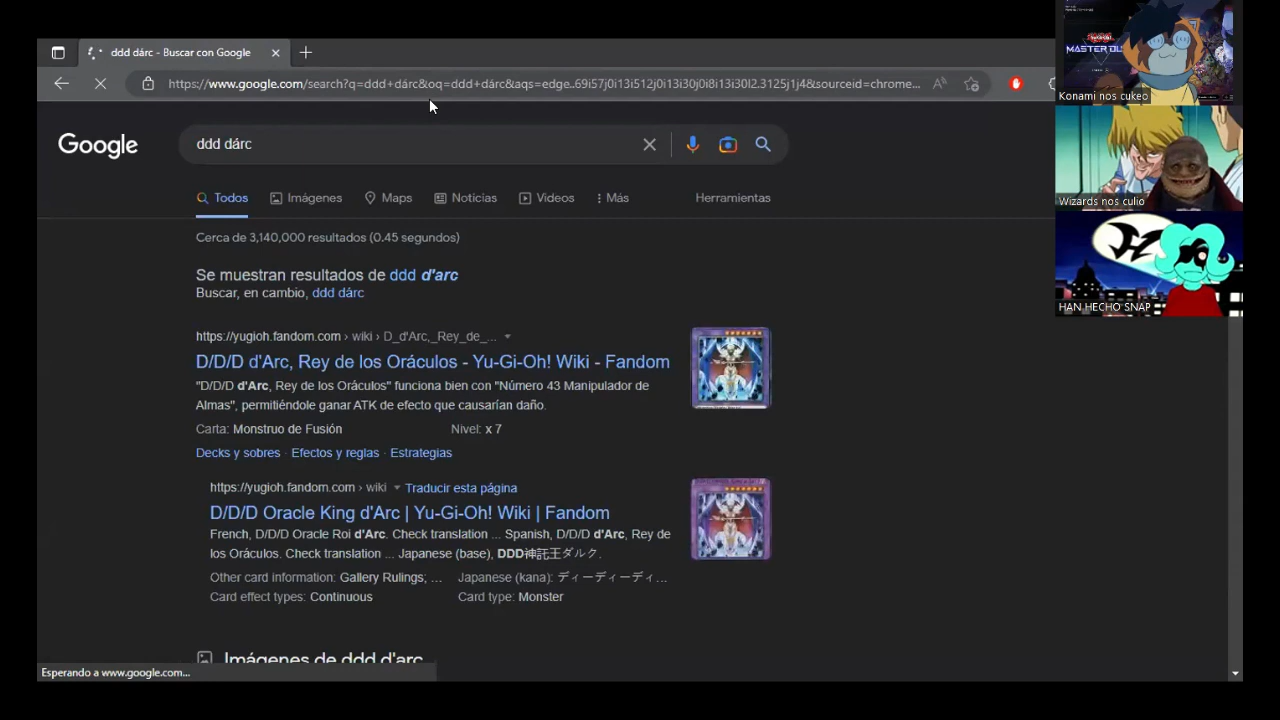 ddd dárc - Buscar con Google
https://www.google.com/search?q=ddd+dárc&oq=ddd+dárc&aqs=edge..69i57j0i13i512j0i13i30j0i8i13i30l2.3125j1j4&sourceid=chrome...
Google
ddd dárc
Todos
Imágenes
Maps
Noticias
Videos
Más
Herramientas
Cerca de 3,140,000 resultados (0.45 segundos)
Se muestran resultados de ddd d'arc
Buscar, en cambio, ddd dárc
https://yugioh.fandom.com › wiki › D_d'Arc,_Rey_de_...
D/D/D d'Arc, Rey de los Oráculos - Yu-Gi-Oh! Wiki - Fandom
"D/D/D d'Arc, Rey de los Oráculos" funciona bien con "Número 43 Manipulador de
Almas", permitiéndole ganar ATK de efecto que causarían daño.
Carta: Monstruo de Fusión
Nivel: x 7
Decks y sobres · Efectos y reglas · Estrategias
https://yugioh.fandom.com › wiki
Traducir esta página
D/D/D Oracle King d'Arc | Yu-Gi-Oh! Wiki | Fandom
French, D/D/D Oracle Roi d'Arc. Check translation ... Spanish, D/D/D d'Arc, Rey de
los Oráculos. Check translation ... Japanese (base), DDD神託王ダルク.
Other card information: Gallery Rulings; ...
Japanese (kana): ディーディーディ...
Card effect types: Continuous
Card type: Monster
Imágenes de ddd d'arc
Esperando a www.google.com...
MASTER DU
Konami nos cukeo
Wizards nos culio
HAN HECHO SNAP